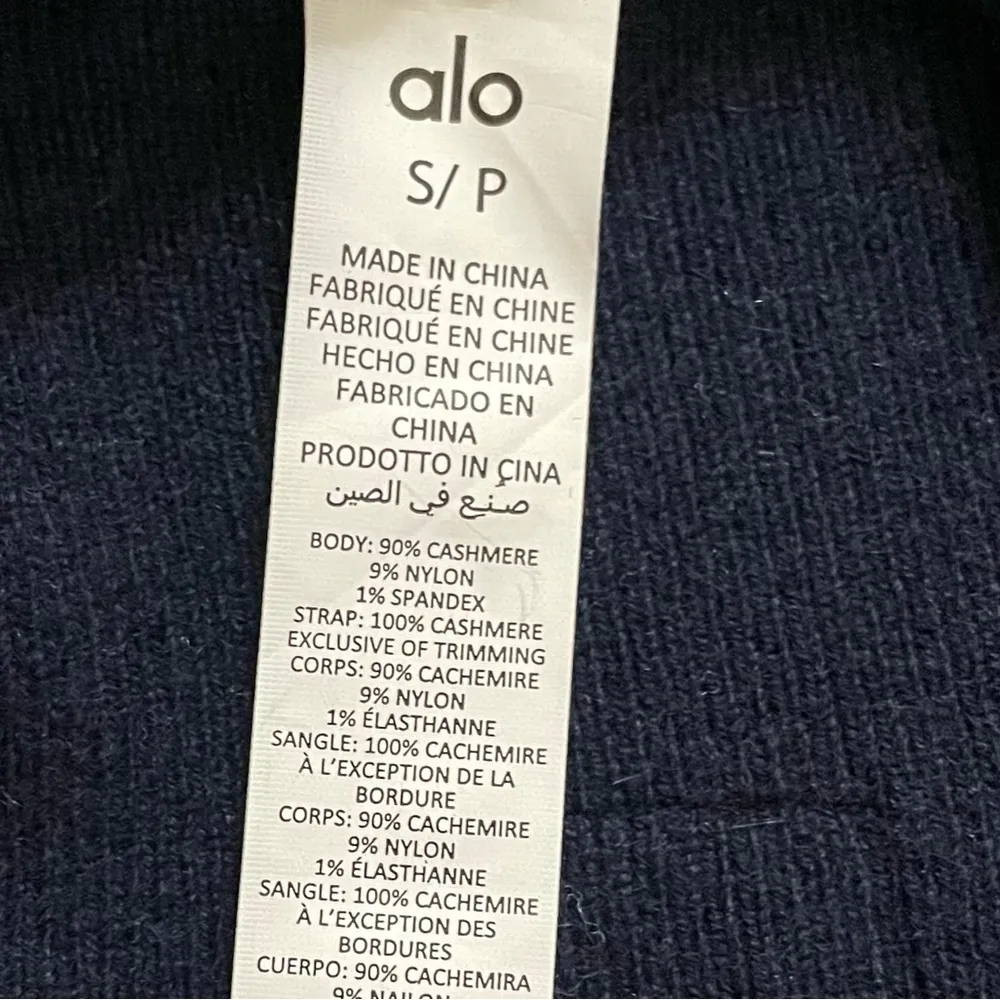 alo
S/ P
MADE IN CHINA
FABRIQUÉ EN CHINE
FABRIQUÉ EN CHINE
HECHO EN CHINA
FABRICADO EN
CHINA
PRODOTTO IN CINA
صنع في الصين
BODY: 90% CASHMERE
9% NYLON
1% SPANDEX
STRAP: 100% CASHMERE
EXCLUSIVE OF TRIMMING
CORPS: 90% CACHEMIRE
9% NYLON
1% ÉLASTHANNE
SANGLE: 100% CACHEMIRE
À L’EXCEPTION DE LA
BORDURE
CORPS: 90% CACHEMIRE
9% NYLON
1% ÉLASTHANNE
SANGLE: 100% CACHEMIRE
À L’EXCEPTION DES
BORDURES
CUERPO: 90% CACHEMIRA
9% NAILON